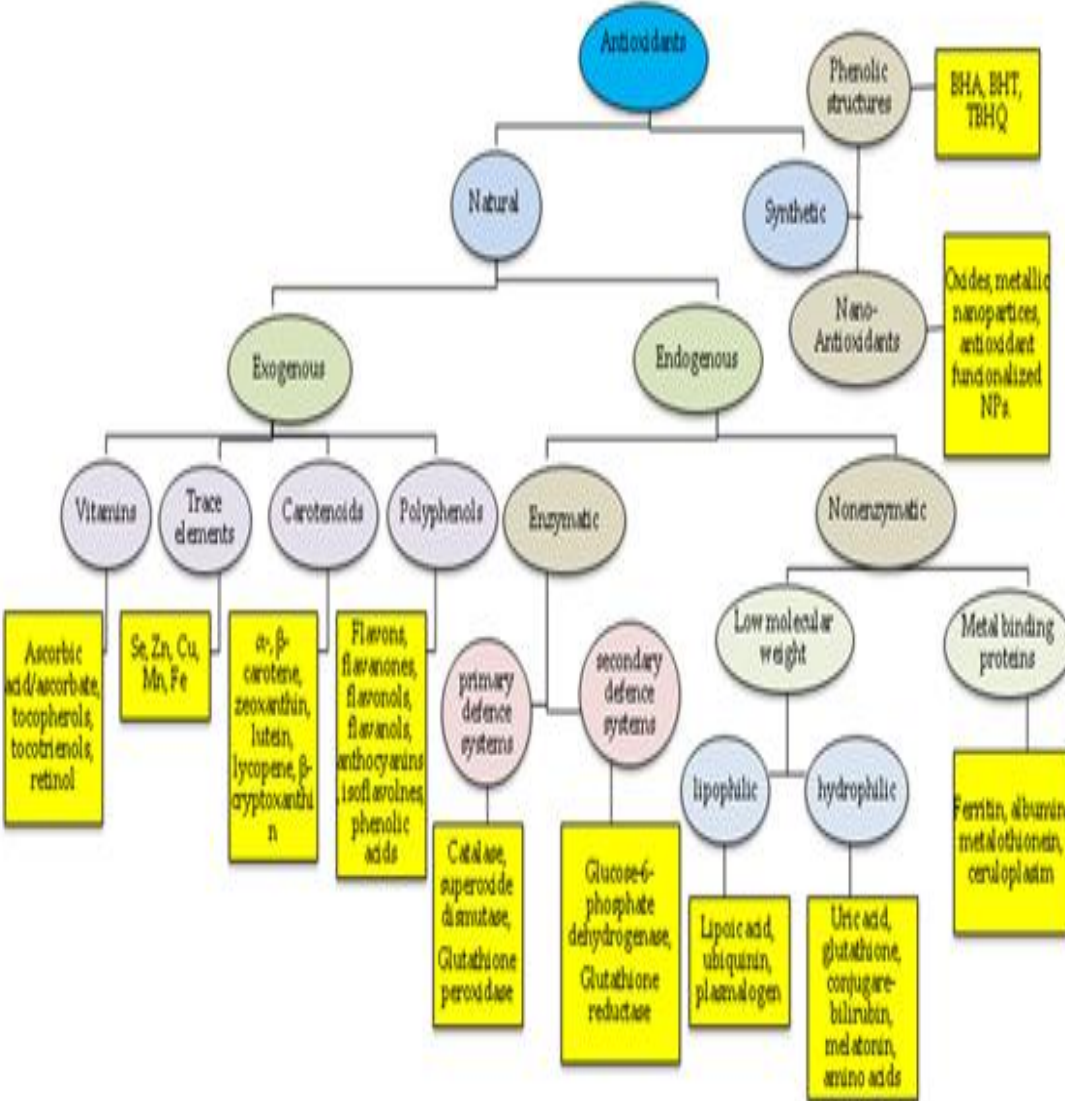 Antioxidants
Phenolic
structures
BHA, BHT,
TBHQ
Natural
Synthetic
Nano-
Antioxidants
Oxides, metallic
nanopartices,
antioxidant
funcionalized
NPs.
Exogenous
Endogenous
Vitamins
Trace
elements
Carotenoids
Polyphenols
Enzymatic
Nonenzymatic
Ascorbic
acid/ascorbate,
tocopherols,
tocotrienols,
retinol
Se, Zn, Cu,
Mn, Fe
α-, β-
carotene,
zeoxanthin,
lutein,
lycopene, β-
cryptoxanthi
n
Flavons,
flavanones,
flavonols,
flavanols,
anthocyanins
, isoflavolnes,
phenolic
acids
primary
defence
systems
secondary
defence
systems
Low molecular
weight
Metal binding
proteins
lipophilic
hydrophilic
Catalase,
superoxide
dismutase,
Glutathione
peroxidase
Glucose-6-
phosphate
dehydrogenase,
Glutathione
reductase
Lipoic acid,
ubiquinin,
plasmalogen
Uric acid,
glutathione,
conjugare-
bilirubin,
melatonin,
amino acids
Ferritin, albumin,
metalothionein,
ceruloplasim